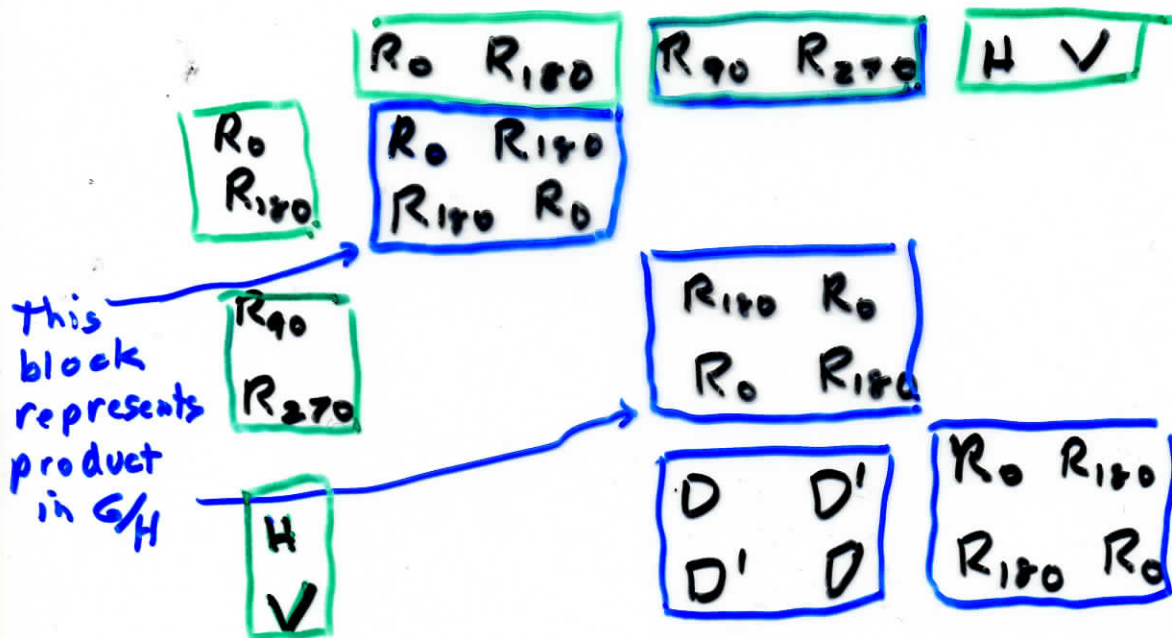 R₀ R₁₈₀ R₉₀ R₂₇₀ H V
R₀ R₀ R₁₈₀
R₁₈₀ R₁₈₀ R₀
This
block
represents
product
in G/H
R₉₀ R₁₈₀ R₀
R₂₇₀ R₀ R₁₈₀
H D D' R₀ R₁₈₀
V D' D R₁₈₀ R₀